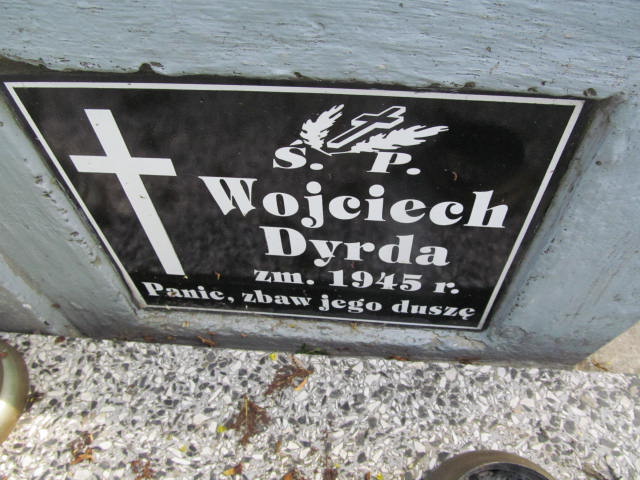 S. P.
Wojciech
Dyrda
zm. 1945 r.
Panie, zbaw jego duszę